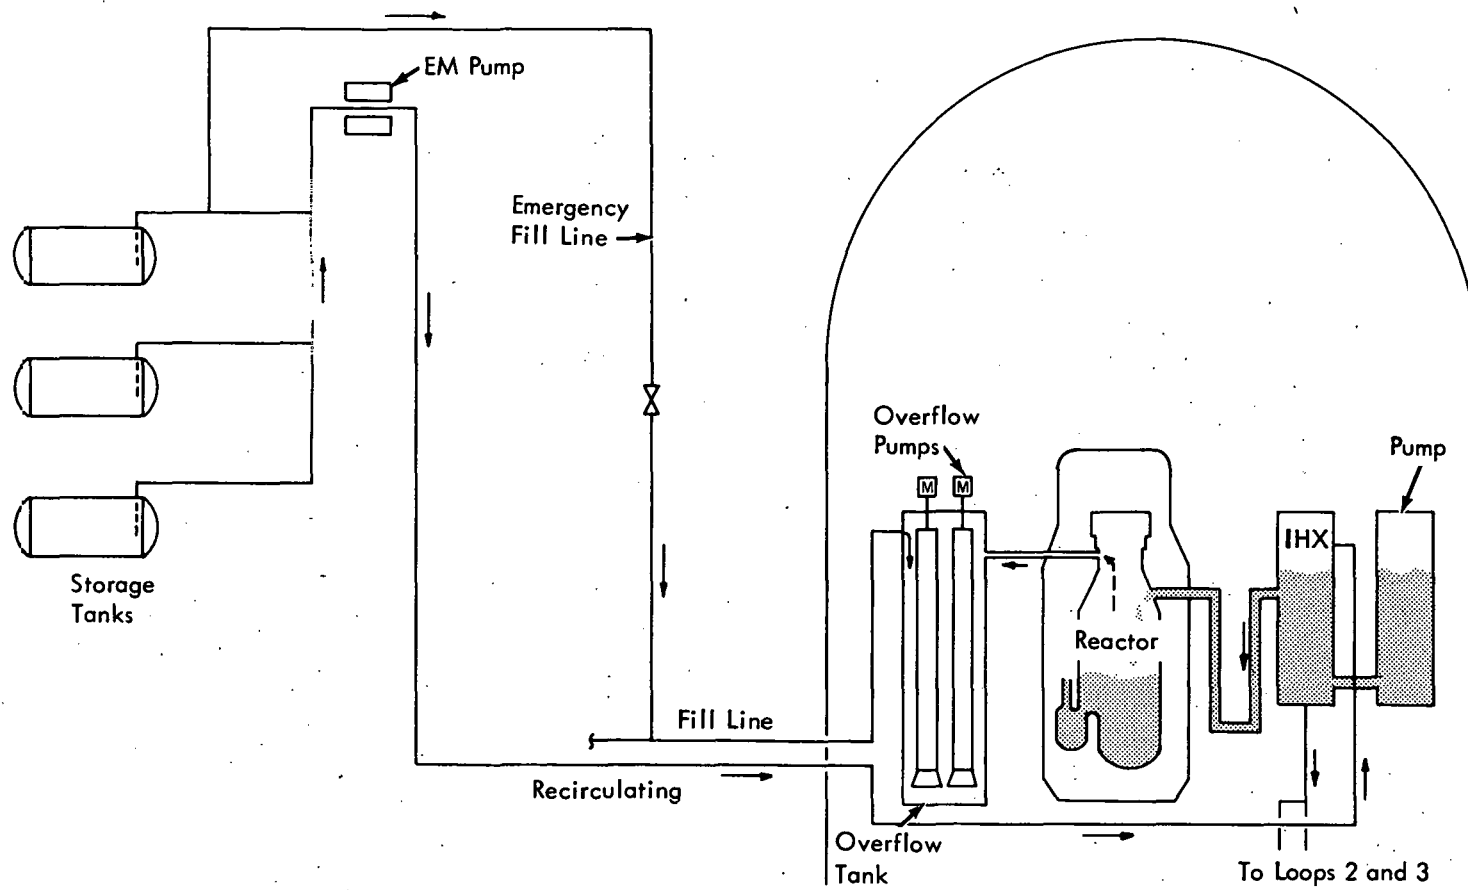 EM Pump
Emergency
Fill Line
Overflow
Pumps
Pump
M
M
IHX
Storage
Tanks
Reactor
Fill Line
Recirculating
Overflow
Tank
To Loops 2 and 3